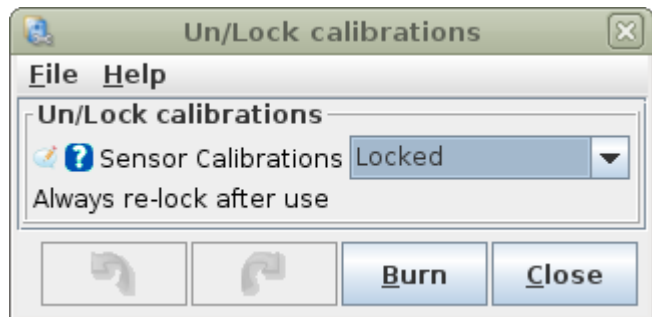 Un/Lock calibrations
File Help
Un/Lock calibrations
? Sensor Calibrations Locked
Always re-lock after use
Burn Close